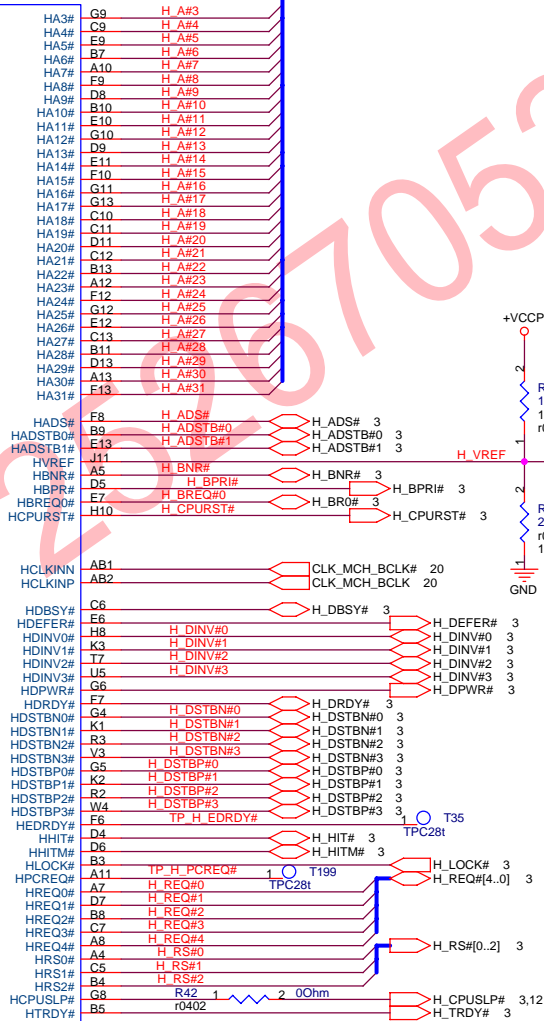 HA3# G9 H_A#3
HA4# C9 H_A#4
HA5# E9 H_A#5
HA6# B7 H_A#6
HA7# A10 H_A#7
HA8# F9 H_A#8
HA9# D8 H_A#9
HA10# B10 H_A#10
HA11# E10 H_A#11
HA12# G10 H_A#12
HA13# D9 H_A#13
HA14# E11 H_A#14
HA15# F10 H_A#15
HA16# G11 H_A#16
HA17# G13 H_A#17
HA18# C10 H_A#18
HA19# C11 H_A#19
HA20# D11 H_A#20
HA21# C12 H_A#21
HA22# B13 H_A#22
HA23# A12 H_A#23
HA24# F12 H_A#24
HA25# G12 H_A#25
HA26# E12 H_A#26
HA27# C13 H_A#27
HA28# B11 H_A#28
HA29# D13 H_A#29
HA30# A13 H_A#30
HA31# F13 H_A#31
+VCCP
2
1
HADS# E8 H_ADS# H_ADS# 3
HADSTB0# B9 H_ADSTB#0 H_ADSTB#0 3
HADSTB1# E13 H_ADSTB#1 H_ADSTB#1 3
HVREF J11 H_VREF
HBNR# A5 H_BNR# H_BNR# 3
HBPR# D5 H_BPRI# H_BPRI# 3
HBREQ0# E7 H_BREQ#0 H_BR0# 3
HCPURST# H10 H_CPURST# H_CPURST# 3
2
1
GND
HCLKINN AB1 CLK_MCH_BCLK# 20
HCLKINP AB2 CLK_MCH_BCLK 20
HDBSY# C6 H_DBSY# 3
HDEFER# E6 H_DEFER# 3
HDINV0# H8 H_DINV#0 H_DINV#0 3
HDINV1# K3 H_DINV#1 H_DINV#1 3
HDINV2# T7 H_DINV#2 H_DINV#2 3
HDINV3# U5 H_DINV#3 H_DINV#3 3
HDPWR# G6 H_DPWR# 3
HDRDY# F7 H_DRDY# 3
HDSTBN0# G4 H_DSTBN#0 H_DSTBN#0 3
HDSTBN1# K1 H_DSTBN#1 H_DSTBN#1 3
HDSTBN2# R3 H_DSTBN#2 H_DSTBN#2 3
HDSTBN3# V3 H_DSTBN#3 H_DSTBN#3 3
HDSTBP0# G5 H_DSTBP#0 H_DSTBP#0 3
HDSTBP1# K2 H_DSTBP#1 H_DSTBP#1 3
HDSTBP2# R2 H_DSTBP#2 H_DSTBP#2 3
HDSTBP3# W4 H_DSTBP#3 H_DSTBP#3 3
HEDRDY# F6 TP_H_EDRDY# 1 T35
TPC28t
HHIT# D4 H_HIT# 3
HHITM# D6 H_HITM# 3
HLOCK# B3 H_LOCK# 3
HPCREQ# A11 TP_H_PCREQ# 1 T199 H_REQ#[4..0] 3
TPC28t
HREQ0# A7 H_REQ#0
HREQ1# D7 H_REQ#1
HREQ2# B8 H_REQ#2
HREQ3# C7 H_REQ#3
HREQ4# A8 H_REQ#4
HRS0# A4 H_RS#0 H_RS#[0..2] 3
HRS1# C5 H_RS#1
HRS2# B4 H_RS#2
HCPUSLP# G8 R42 1 2 0Ohm H_CPUSLP# 3,12
r0402
HTRDY# B5 H_TRDY# 3